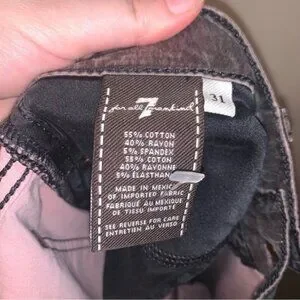 7
for all mankind
31
55% COTTON
40% RAYON
5% SPANDEX
55% COTON
40% RAYONNE
5% ÉLASTHAN
MADE IN MEXICO
OF IMPORTED FABRIC
FABRIQUÉ AU MEXIQUE
DE TISSU IMPORTÉ
SEE REVERSE FOR CARE
ENTRETIEN AU VERSO